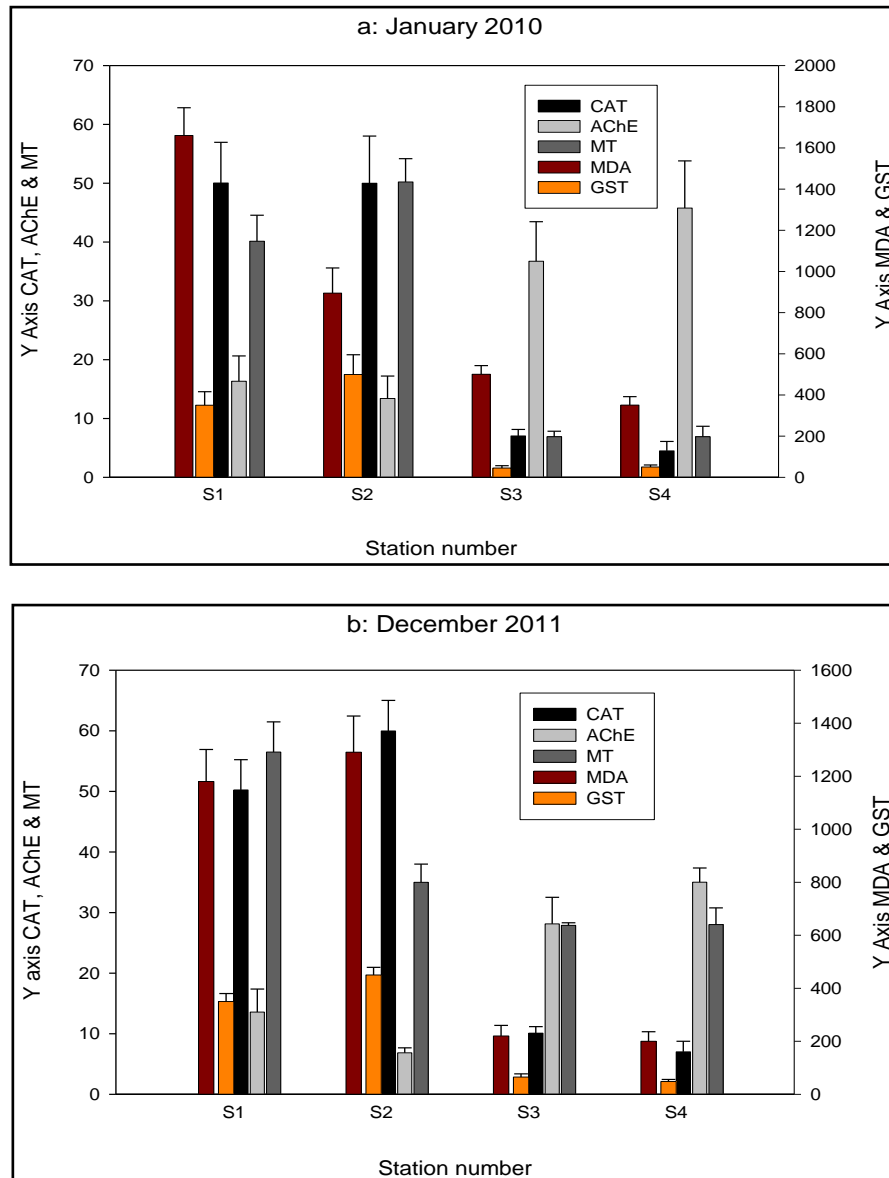 a: January 2010
Y Axis CAT, AChE & MT
70
60
50
40
30
20
10
0
2000
1800
1600
1400
1200
1000
800
600
400
200
0
Y Axis MDA & GST
CAT
AChE
MT
MDA
GST
S1 S2 S3 S4
Station number
b: December 2011
Y axis CAT, AChE & MT
70
60
50
40
30
20
10
0
1600
1400
1200
1000
800
600
400
200
0
Y Axis MDA & GST
CAT
AChE
MT
MDA
GST
S1 S2 S3 S4
Station number